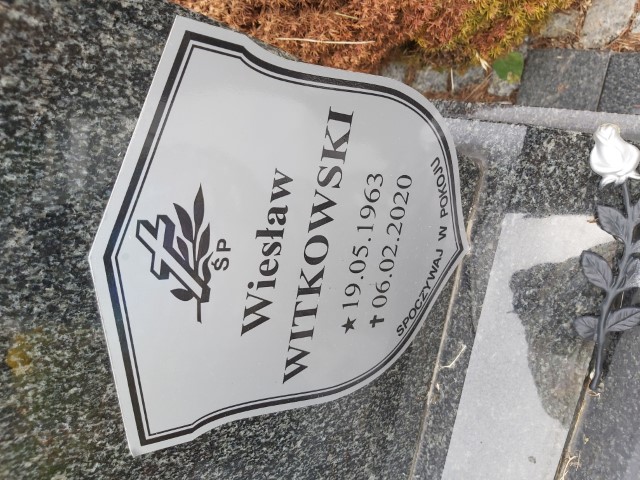 ŚP
Wiesław
WITKOWSKI
★ 19.05.1963
✝ 06.02.2020
SPOCZYWAJ W POKOJU